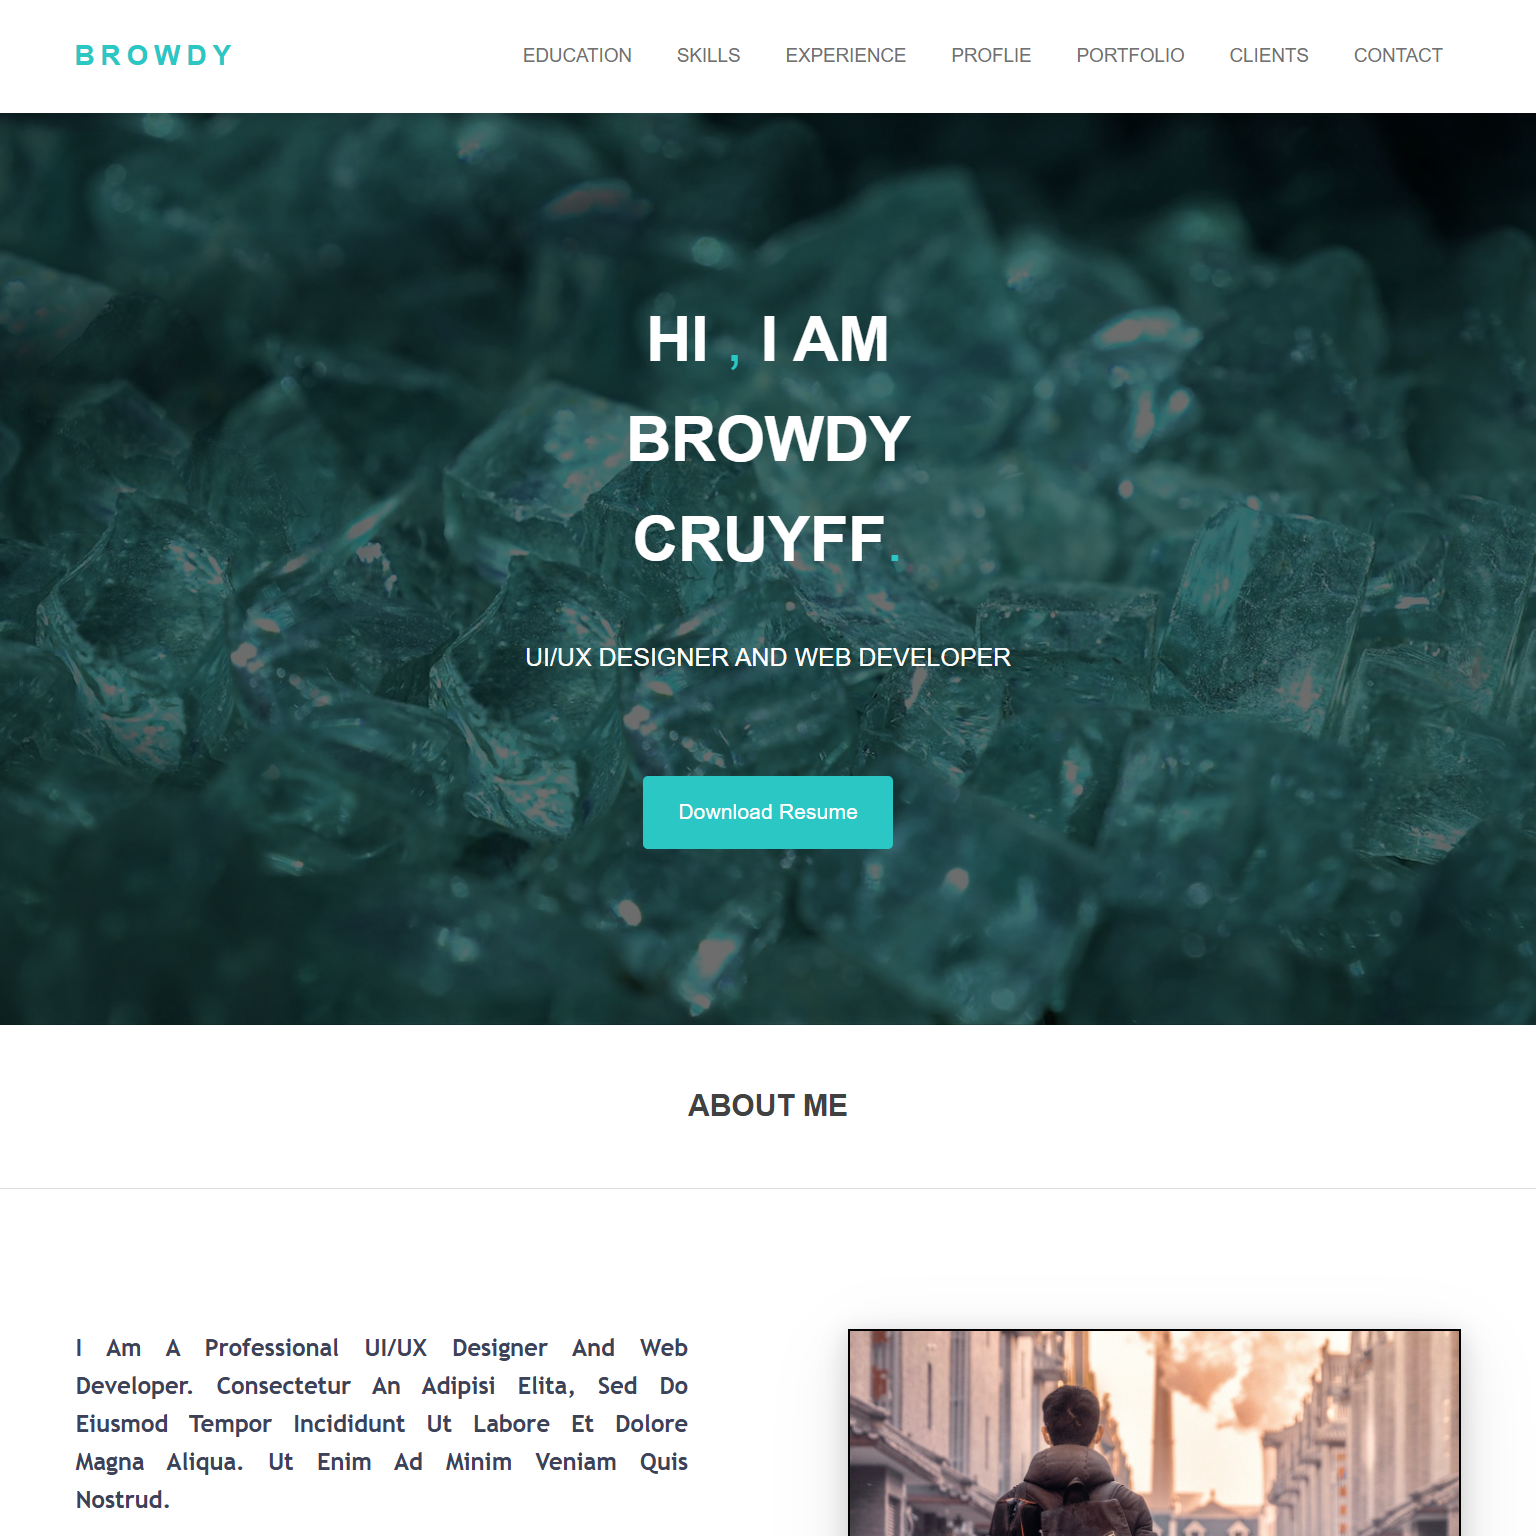 BROWDY
EDUCATION SKILLS EXPERIENCE PROFLIE PORTFOLIO CLIENTS CONTACT
HI , I AM
BROWDY
CRUYFF.
UI/UX DESIGNER AND WEB DEVELOPER
Download Resume
ABOUT ME
I Am A Professional UI/UX Designer And Web
Developer. Consectetur An Adipisi Elita, Sed Do
Eiusmod Tempor Incididunt Ut Labore Et Dolore
Magna Aliqua. Ut Enim Ad Minim Veniam Quis
Nostrud.